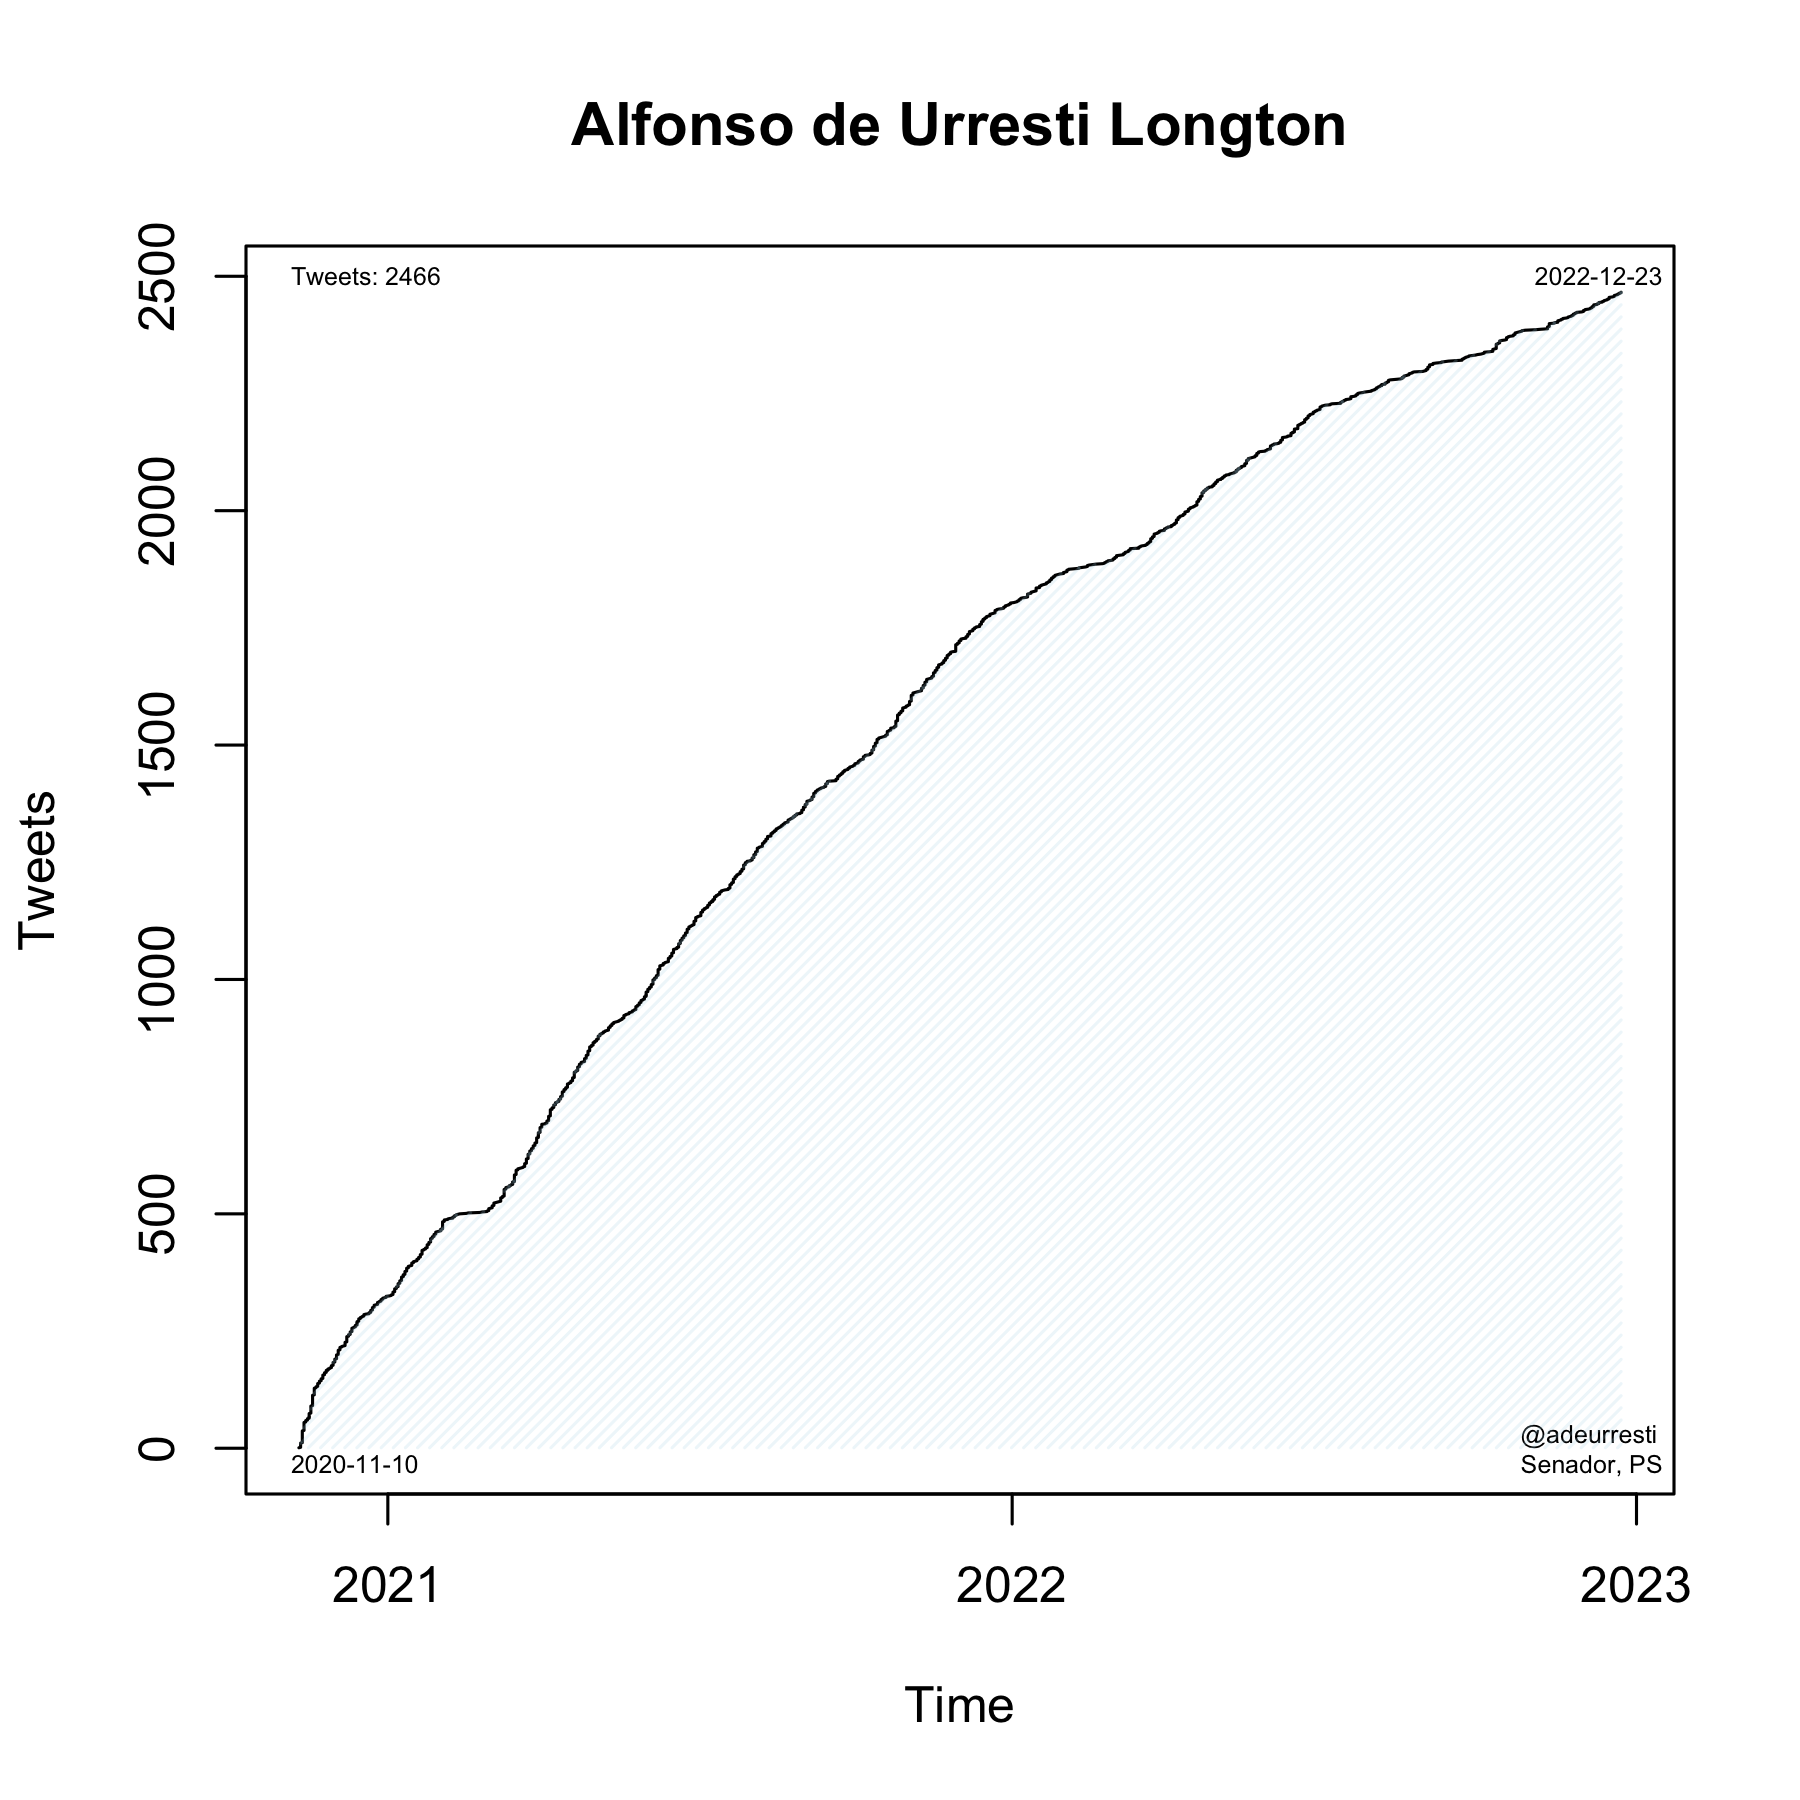 Alfonso de Urresti Longton
Tweets: 2466
2022-12-23
2500
2000
1500
1000
500
0
Tweets
@adeurresti
Senador, PS
2020-11-10
2021
2022
2023
Time